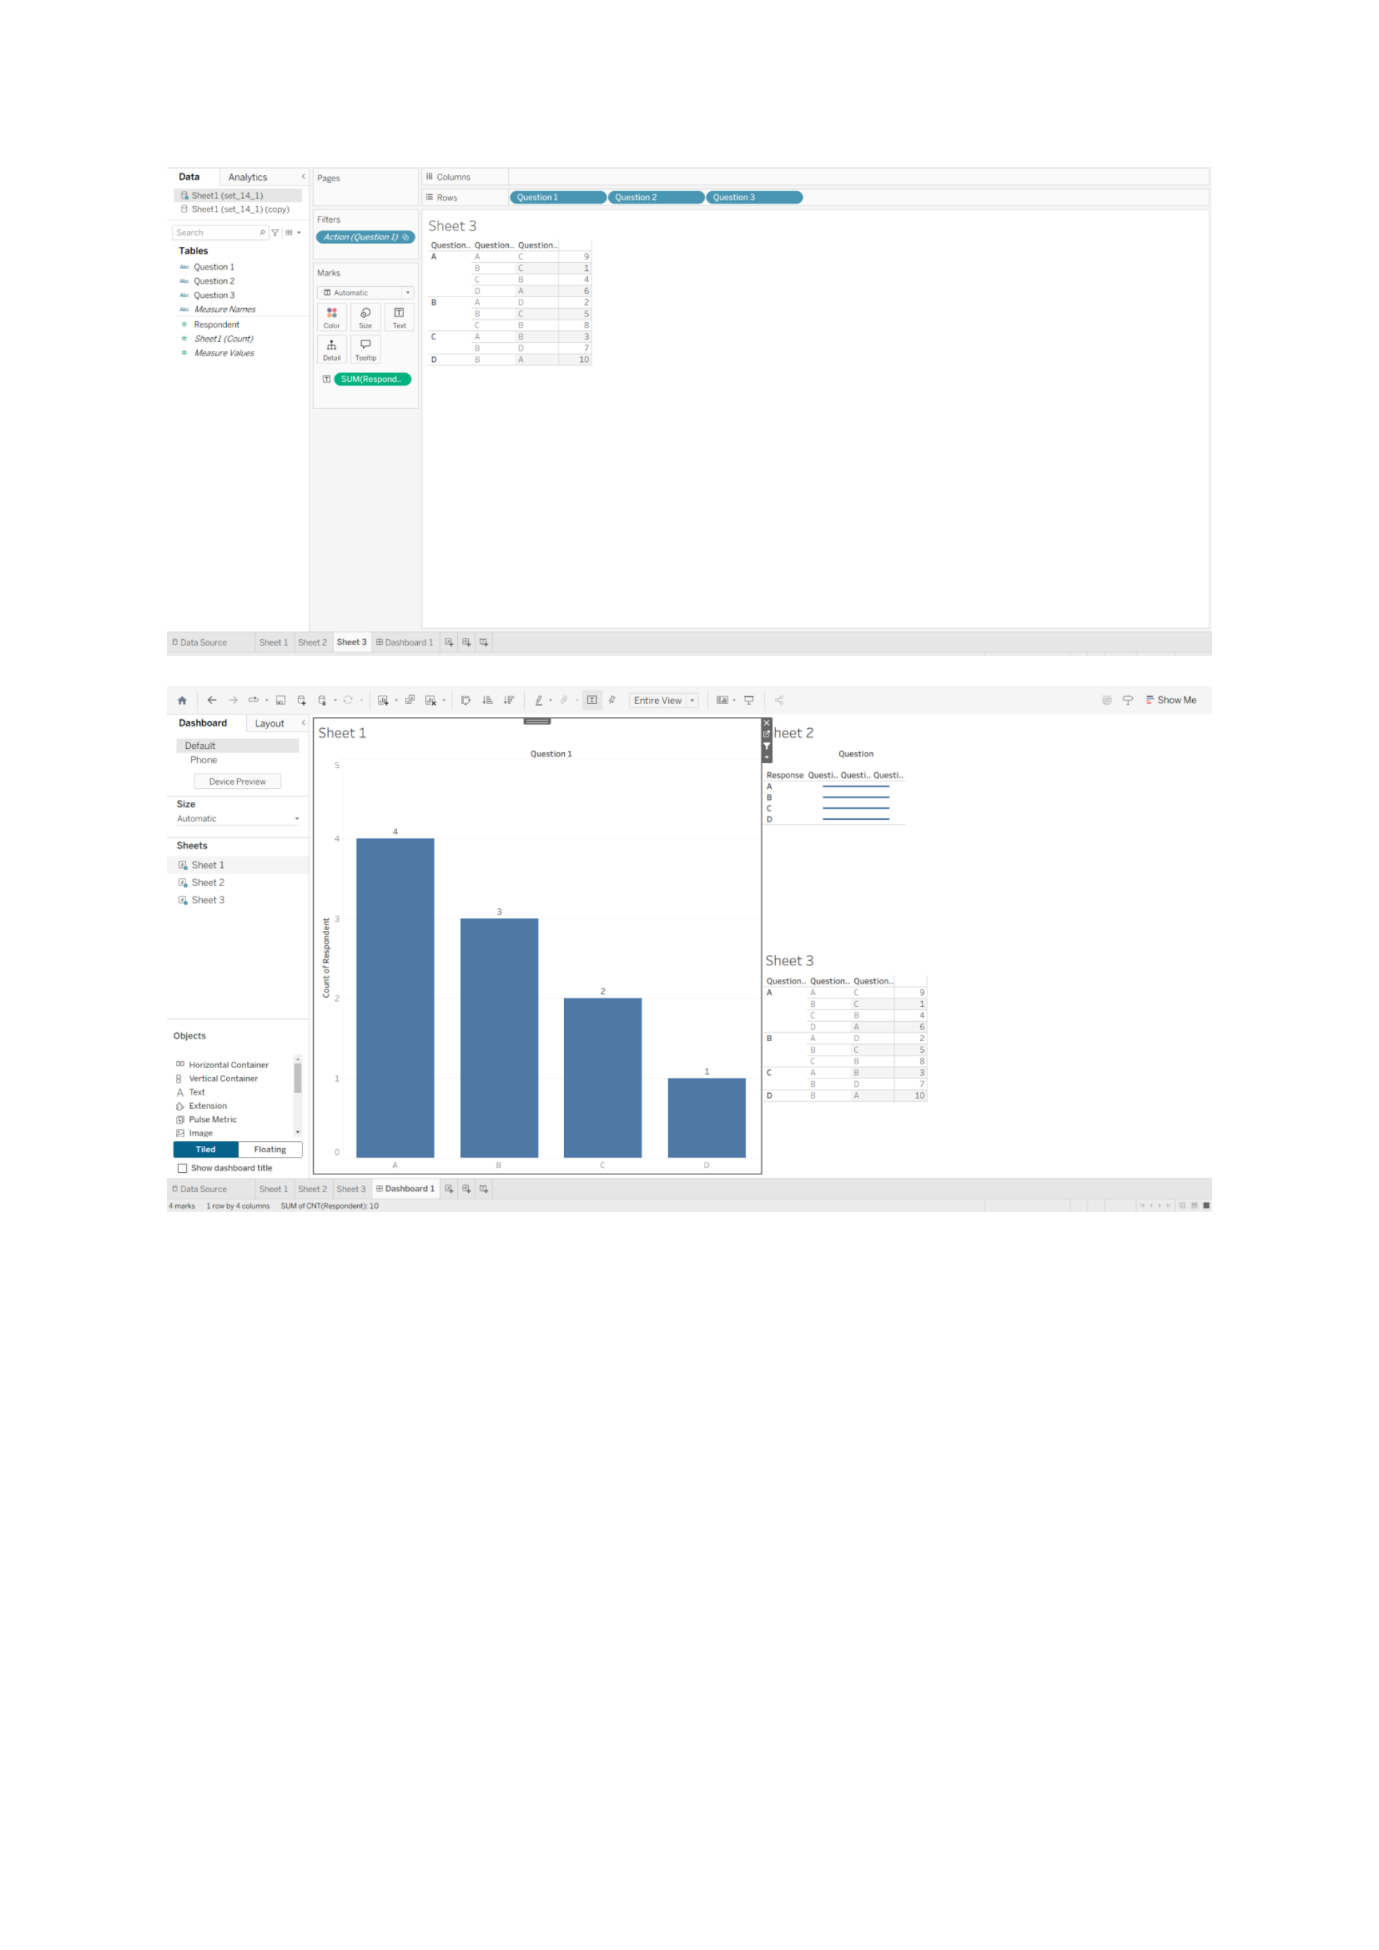 Data Analytics
Sheet1 (set_14_1)
Sheet1 (set_14_1) (copy)
Search
Tables
Abc Question 1
Abc Question 2
Abc Question 3
Abc Measure Names
# Respondent
# Sheet1 (Count)
# Measure Values
Pages
Filters
Action (Question 1)
Marks
Automatic
Color Size Text
Detail Tooltip
SUM(Respond..
Columns
Rows Question 1 Question 2 Question 3
Sheet 3
Question.. Question.. Question..
A A C 9
B C 1
C B 4
D A 6
B A D 2
B C 5
C B 8
C A B 3
B D 7
D B A 10
Data Source Sheet 1 Sheet 2 Sheet 3 Dashboard 1
Entire View Show Me
Dashboard Layout
Default
Phone
Device Preview
Size
Automatic
Sheets
Sheet 1
Sheet 2
Sheet 3
Objects
Horizontal Container
Vertical Container
Text
Extension
Pulse Metric
Image
Tiled Floating
Show dashboard title
Sheet 1
Question 1
Count of Respondent
5
4
3
2
1
0
4
3
2
1
A B C D
heet 2
Question
Response Questi.. Questi.. Questi..
A
B
C
D
Sheet 3
Question.. Question.. Question..
A A C 9
B C 1
C B 4
D A 6
B A D 2
B C 5
C B 8
C A B 3
B D 7
D B A 10
Data Source Sheet 1 Sheet 2 Sheet 3 Dashboard 1
4 marks 1 row by 4 columns SUM of CNT(Respondent): 10